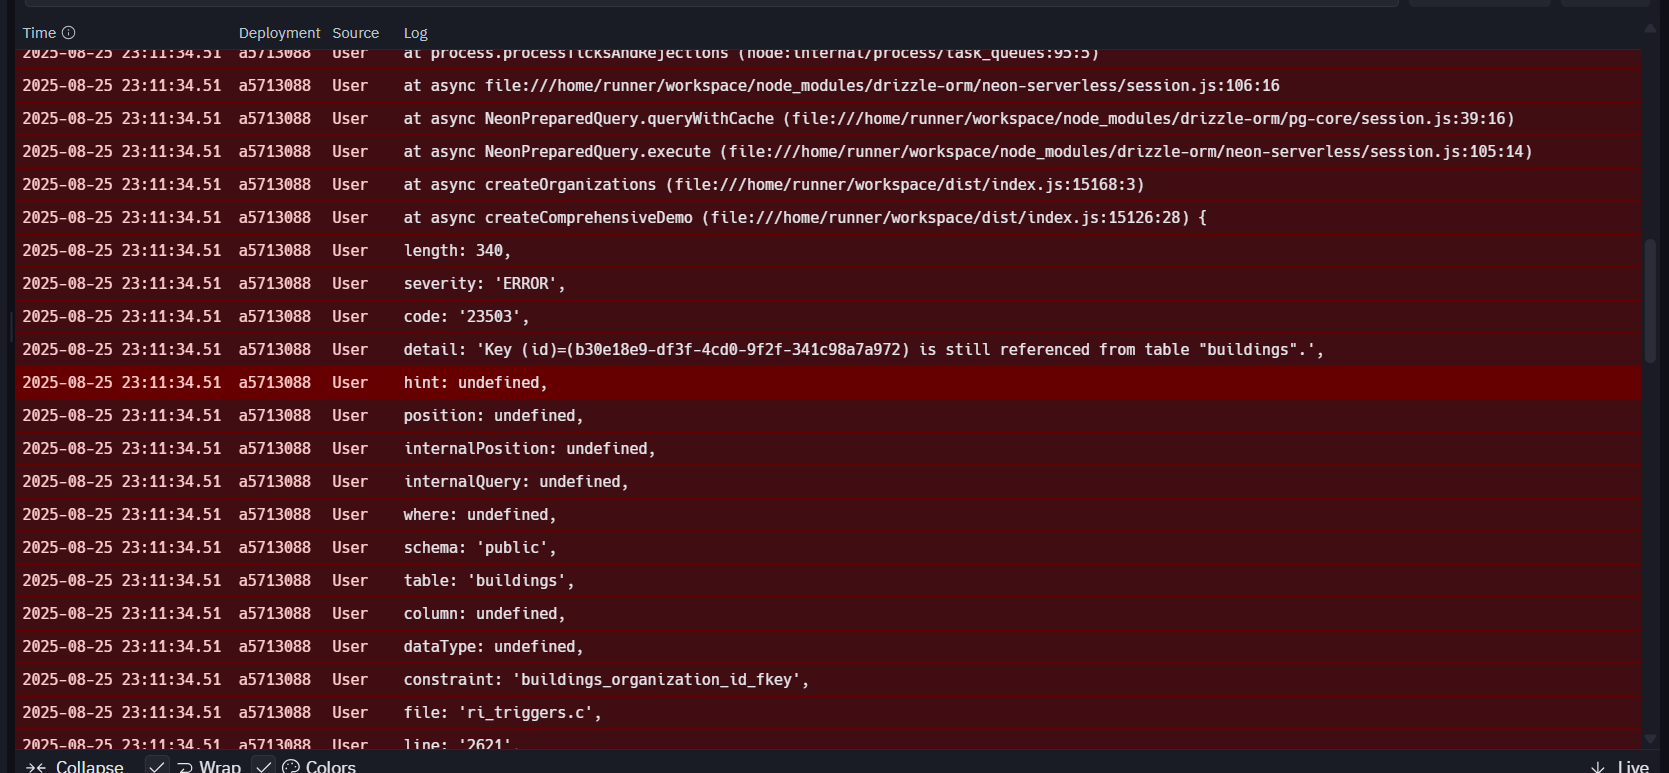 Time Deployment Source Log
2025-08-25 23:11:34.51 a5713088 User at process.processTicksAndRejections (node:internal/process/task_queues:95:5)
2025-08-25 23:11:34.51 a5713088 User at async file:///home/runner/workspace/node_modules/drizzle-orm/neon-serverless/session.js:106:16
2025-08-25 23:11:34.51 a5713088 User at async NeonPreparedQuery.queryWithCache (file:///home/runner/workspace/node_modules/drizzle-orm/pg-core/session.js:39:16)
2025-08-25 23:11:34.51 a5713088 User at async NeonPreparedQuery.execute (file:///home/runner/workspace/node_modules/drizzle-orm/neon-serverless/session.js:105:14)
2025-08-25 23:11:34.51 a5713088 User at async createOrganizations (file:///home/runner/workspace/dist/index.js:15168:3)
2025-08-25 23:11:34.51 a5713088 User at async createComprehensiveDemo (file:///home/runner/workspace/dist/index.js:15126:28) {
2025-08-25 23:11:34.51 a5713088 User length: 340,
2025-08-25 23:11:34.51 a5713088 User severity: 'ERROR',
2025-08-25 23:11:34.51 a5713088 User code: '23503',
2025-08-25 23:11:34.51 a5713088 User detail: 'Key (id)=(b30e18e9-df3f-4cd0-9f2f-341c98a7a972) is still referenced from table "buildings".',
2025-08-25 23:11:34.51 a5713088 User hint: undefined,
2025-08-25 23:11:34.51 a5713088 User position: undefined,
2025-08-25 23:11:34.51 a5713088 User internalPosition: undefined,
2025-08-25 23:11:34.51 a5713088 User internalQuery: undefined,
2025-08-25 23:11:34.51 a5713088 User where: undefined,
2025-08-25 23:11:34.51 a5713088 User schema: 'public',
2025-08-25 23:11:34.51 a5713088 User table: 'buildings',
2025-08-25 23:11:34.51 a5713088 User column: undefined,
2025-08-25 23:11:34.51 a5713088 User dataType: undefined,
2025-08-25 23:11:34.51 a5713088 User constraint: 'buildings_organization_id_fkey',
2025-08-25 23:11:34.51 a5713088 User file: 'ri_triggers.c',
2025-08-25 23:11:34.51 a5713088 User line: '2621',
Collapse Wrap Colors Live